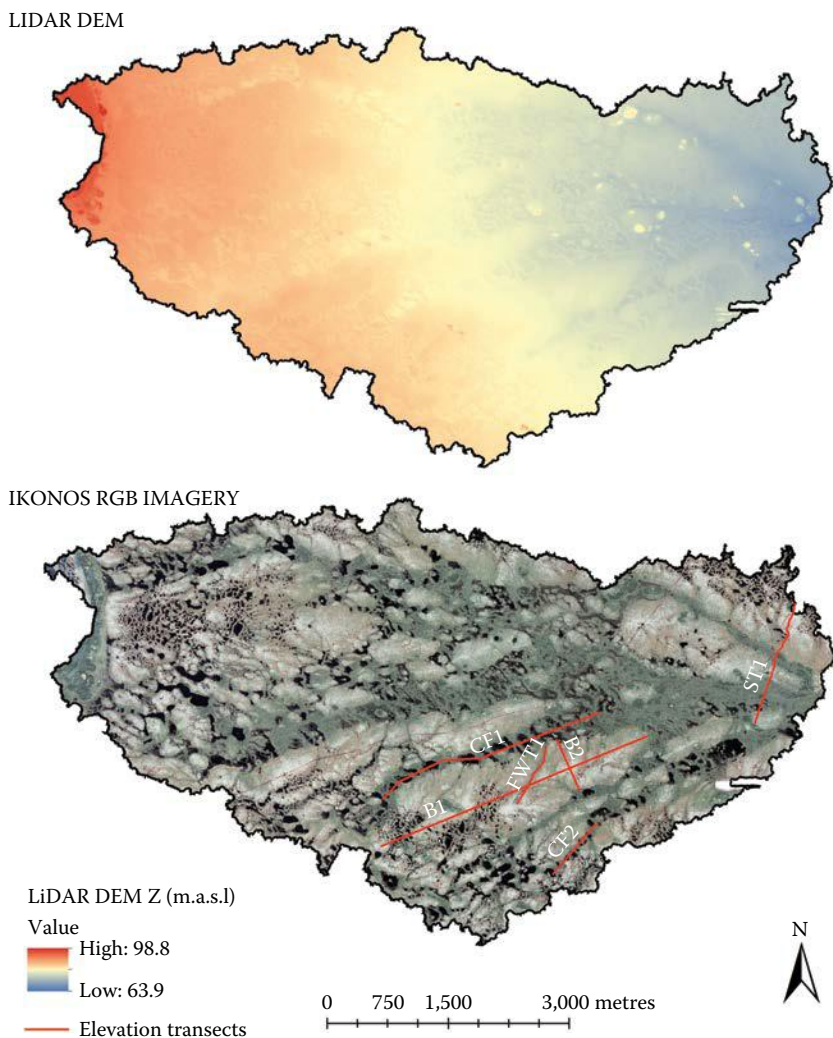 LIDAR DEM
IKONOS RGB IMAGERY
ST1
CF1
FWT1
B2
B1
CF2
LiDAR DEM Z (m.a.s.l)
Value
High: 98.8
Low: 63.9
Elevation transects
N
0 750 1,500 3,000 metres